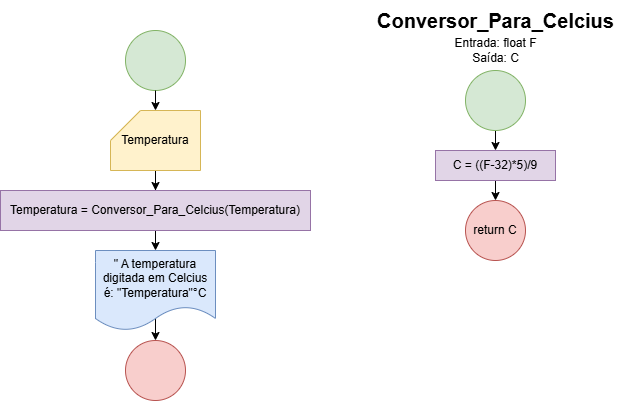 Temperatura
Temperatura = Conversor_Para_Celcius(Temperatura)
" A temperatura
digitada em Celcius
é: "Temperatura"°C
Conversor_Para_Celcius
Entrada: float F
Saída: C
C = ((F-32)*5)/9
return C